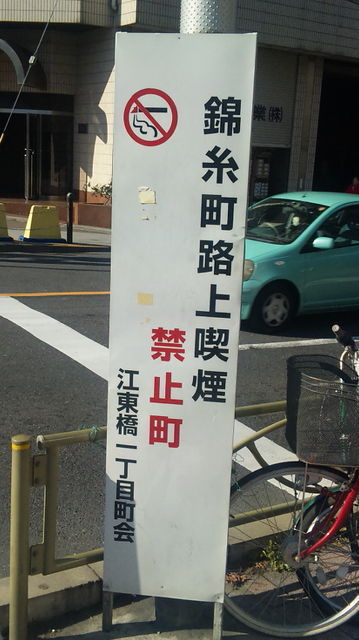 錦糸町路上喫煙
禁止町
江東橋一丁目町会
業㈱